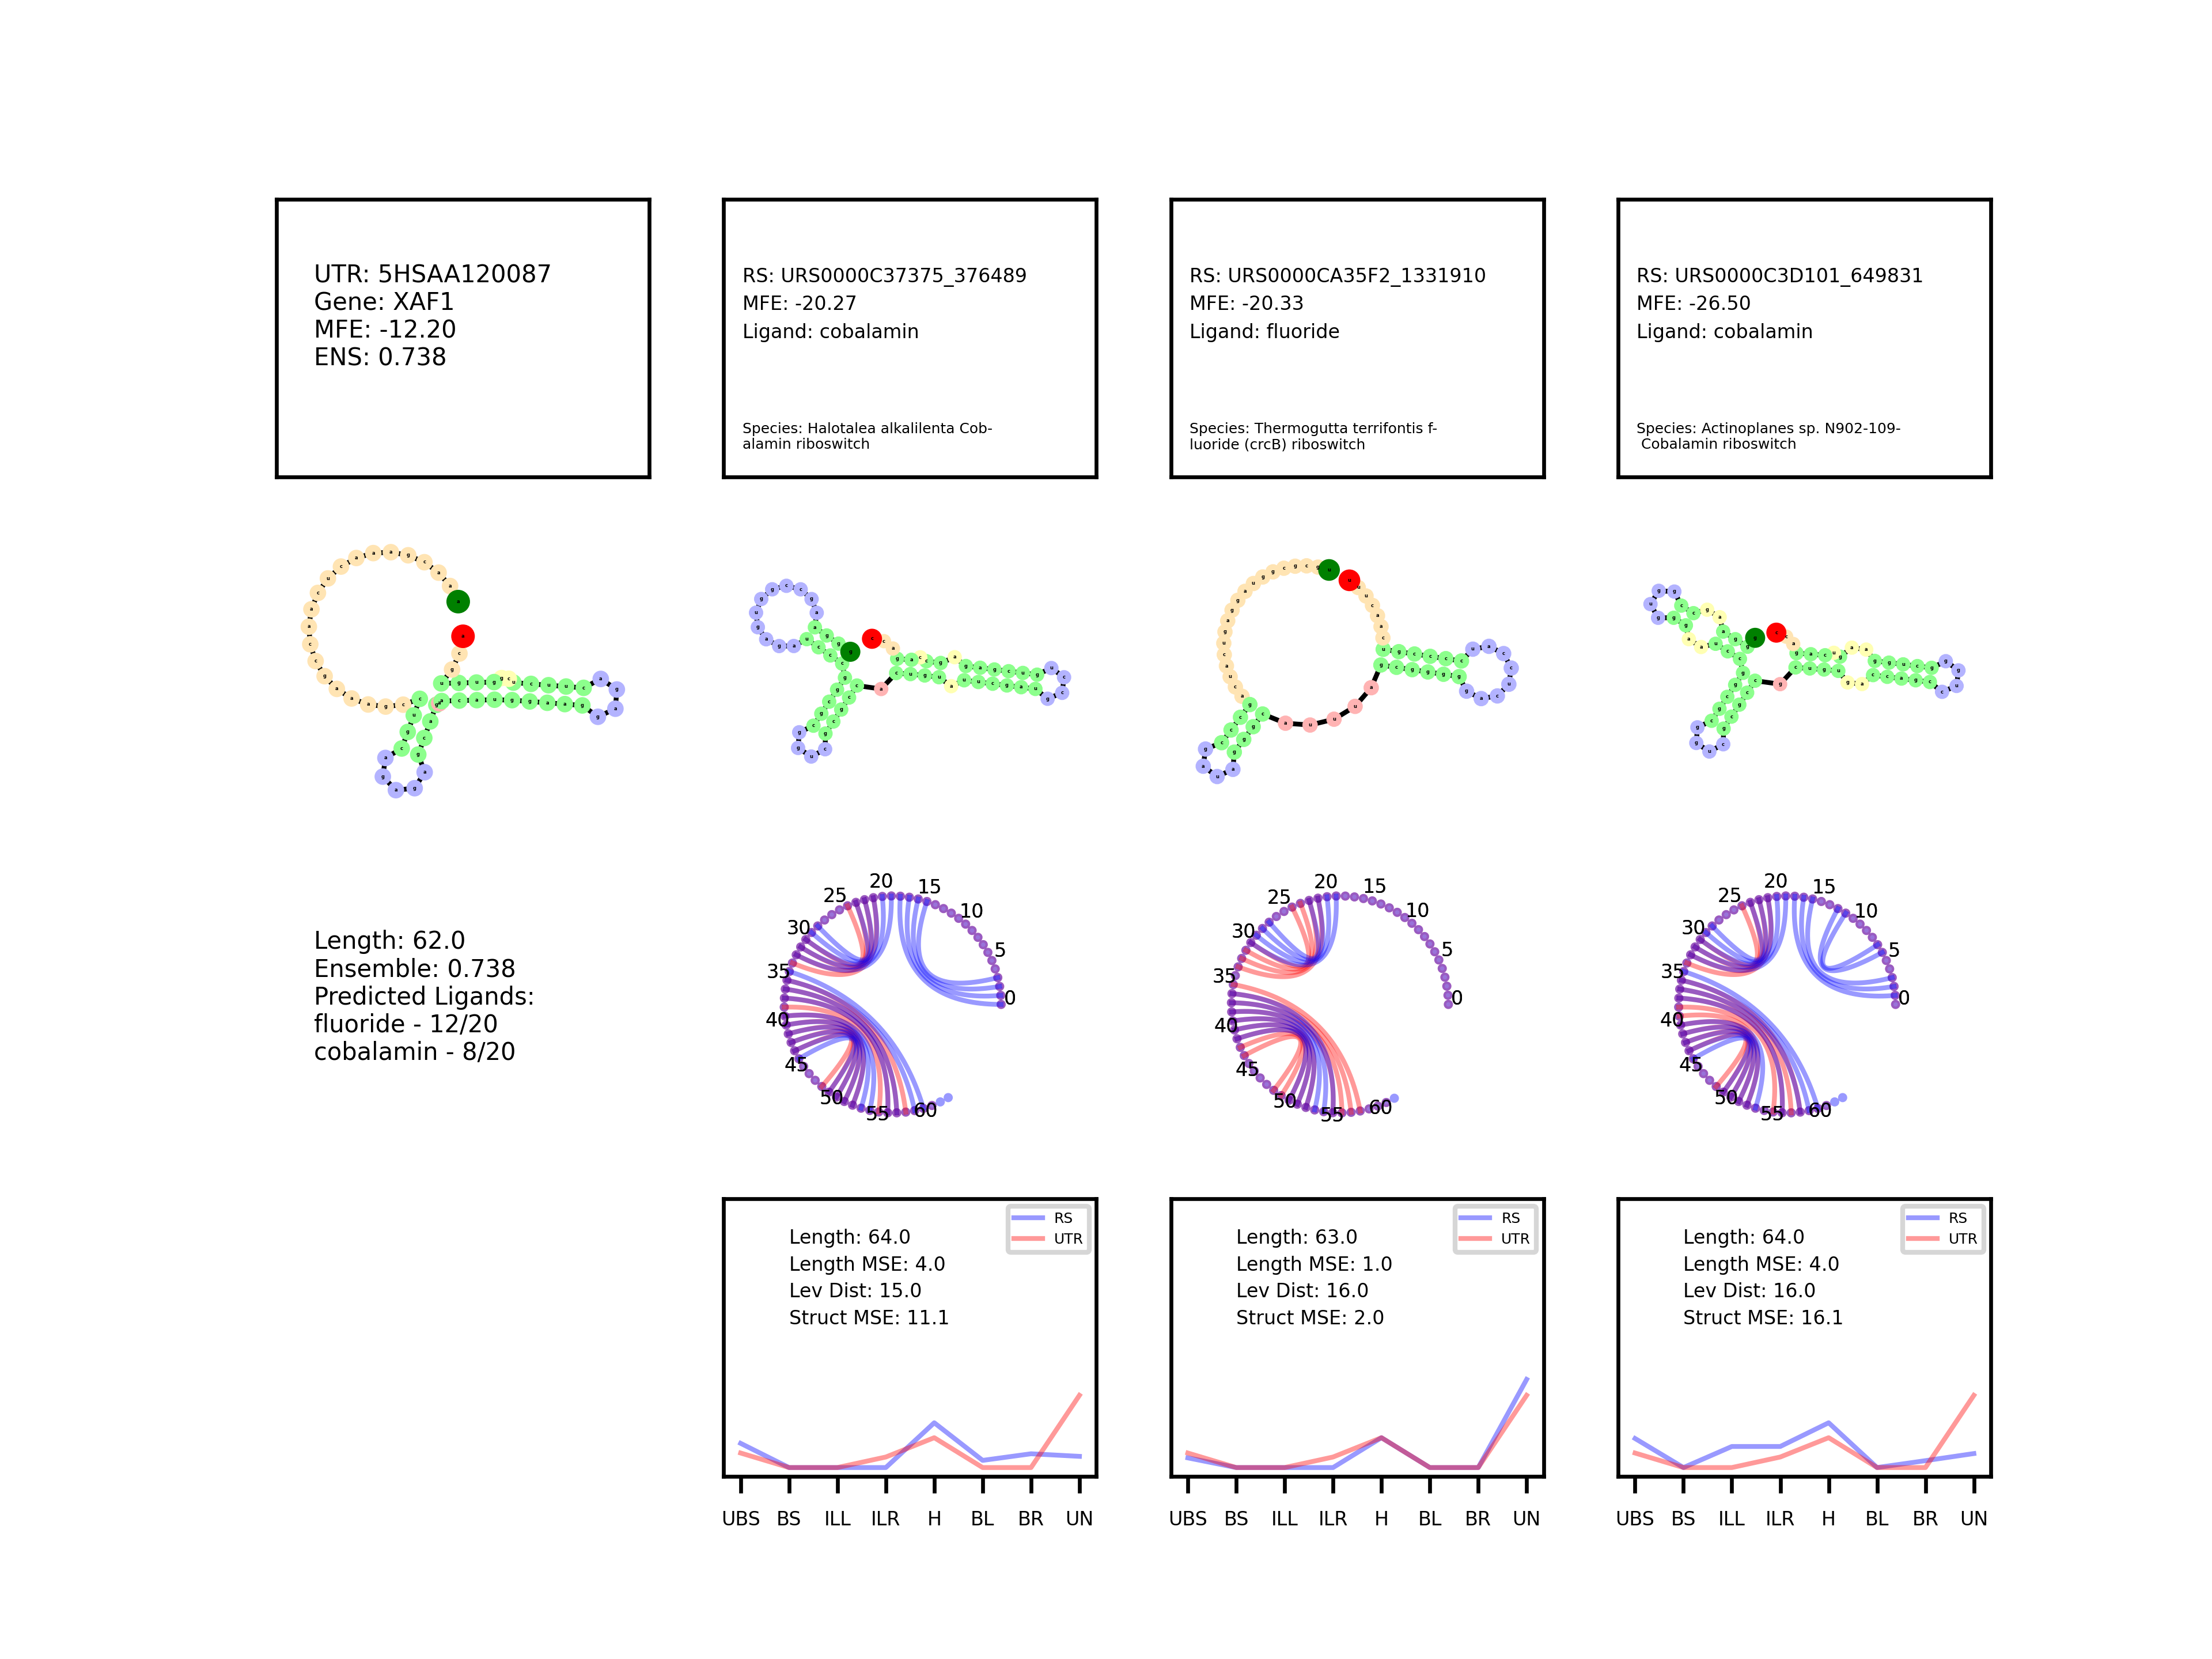 UTR: 5HSAA120087
Gene: XAF1
MFE: -12.20
ENS: 0.738
RS: URS0000C37375_376489
MFE: -20.27
Ligand: cobalamin
Species: Halotalea alkalilenta Cob-
alamin riboswitch
RS: URS0000CA35F2_1331910
MFE: -20.33
Ligand: fluoride
Species: Thermogutta terrifontis f-
luoride (crcB) riboswitch
RS: URS0000C3D101_649831
MFE: -26.50
Ligand: cobalamin
Species: Actinoplanes sp. N902-109-
Cobalamin riboswitch
Length: 62.0
Ensemble: 0.738
Predicted Ligands:
fluoride - 12/20
cobalamin - 8/20
0
5
10
15
20
25
30
35
40
45
50
55
60
0
5
10
15
20
25
30
35
40
45
50
55
60
0
5
10
15
20
25
30
35
40
45
50
55
60
RS
UTR
Length: 64.0
Length MSE: 4.0
Lev Dist: 15.0
Struct MSE: 11.1
UBS BS ILL ILR H BL BR UN
RS
UTR
Length: 63.0
Length MSE: 1.0
Lev Dist: 16.0
Struct MSE: 2.0
UBS BS ILL ILR H BL BR UN
RS
UTR
Length: 64.0
Length MSE: 4.0
Lev Dist: 16.0
Struct MSE: 16.1
UBS BS ILL ILR H BL BR UN